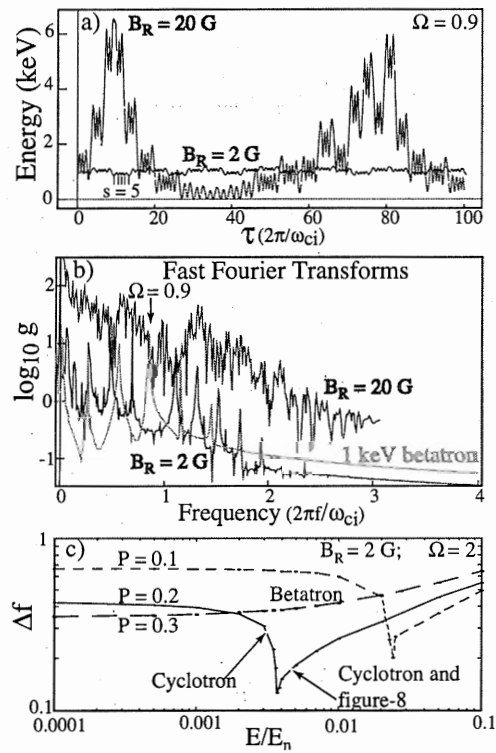 a) B_R = 20 G Ω = 0.9
6
4
2
0
Energy (keV)
B_R = 2 G
s = 5
0 20 40 60 80 100
τ (2π/ω_ci)
b) Fast Fourier Transforms
Ω = 0.9
2
1
0
-1
log₁₀ g
B_R = 20 G
B_R = 2 G
1 keV betatron
0 1 2 3 4
Frequency (2πf/ω_ci)
1
c) B_R = 2 G; Ω = 2
P = 0.1
P = 0.2
Betatron
P = 0.3
Δf
Cyclotron
Cyclotron and
figure-8
0.1
0.0001 0.001 0.01 0.1
E/E_n